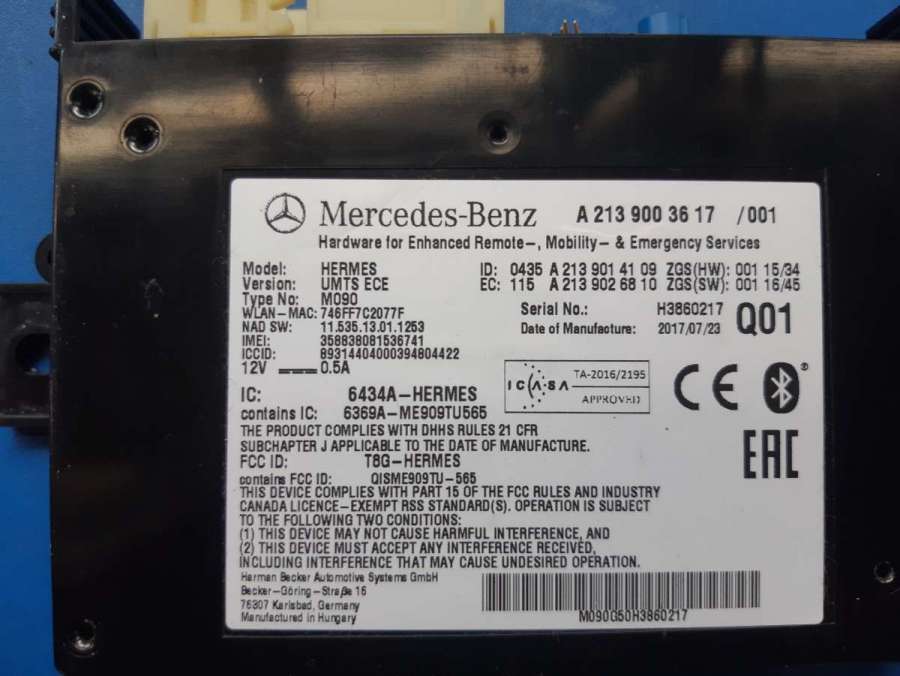 Mercedes-Benz A 213 900 36 17 /001
Hardware for Enhanced Remote-, Mobility- & Emergency Services
Model: HERMES ID: 0435 A 213 901 41 09 ZGS(HW): 001 15/34
Version: UMTS ECE EC: 115 A 213 902 68 10 ZGS(SW): 001 16/45
Type No: M090
WLAN-MAC: 746FF7C2077F Serial No.: H3860217 Q01
NAD SW: 11.535.13.01.1253 Date of Manufacture: 2017/07/23
IMEI: 358838081536741
ICCID: 89314404000394804422
12V 0.5A
ICASA TA-2016/2195
APPROVED
CE
IC: 6434A-HERMES
contains IC: 6369A-ME909TU565
THE PRODUCT COMPLIES WITH DHHS RULES 21 CFR
SUBCHAPTER J APPLICABLE TO THE DATE OF MANUFACTURE.
FCC ID: T8G-HERMES
EAC
contains FCC ID: QISME909TU-565
THIS DEVICE COMPLIES WITH PART 15 OF THE FCC RULES AND INDUSTRY
CANADA LICENCE-EXEMPT RSS STANDARD(S). OPERATION IS SUBJECT
TO THE FOLLOWING TWO CONDITIONS:
(1) THIS DEVICE MAY NOT CAUSE HARMFUL INTERFERENCE, AND
(2) THIS DEVICE MUST ACCEPT ANY INTERFERENCE RECEIVED,
INCLUDING INTERFERENCE THAT MAY CAUSE UNDESIRED OPERATION.
Harman Becker Automotive Systems GmbH
Becker-Göring-Straße 16
76307 Karlsbad, Germany
Manufactured in Hungary
M090G50H3860217